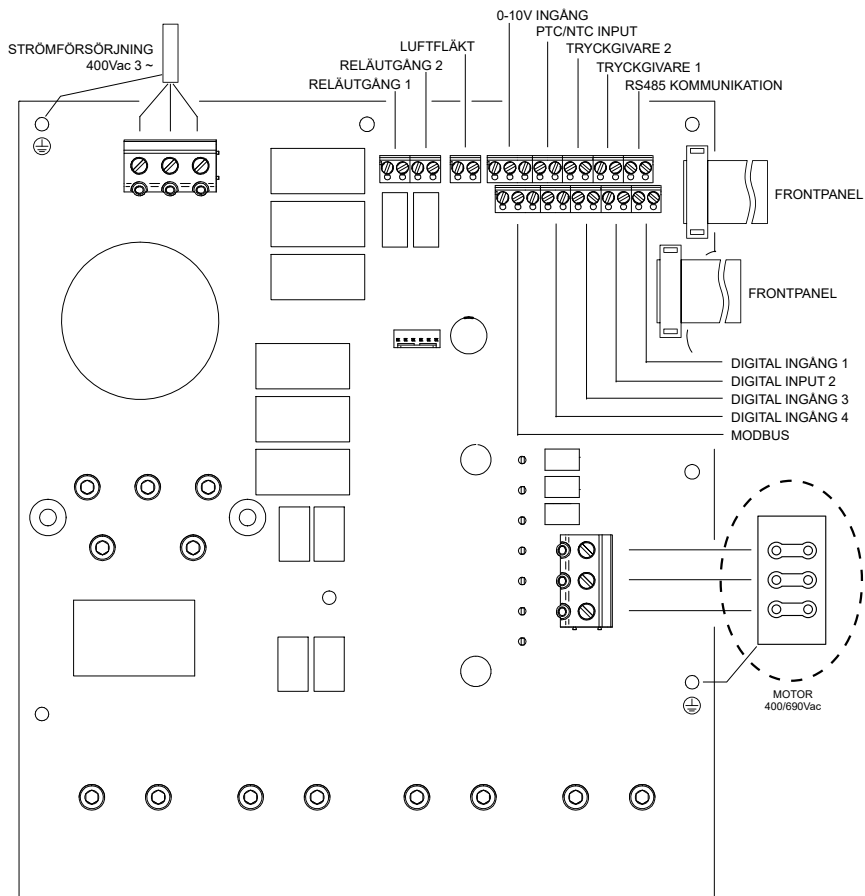 STRÖMFÖRSÖRJNING
400Vac 3 ~
RELÄUTGÅNG 1
RELÄUTGÅNG 2
LUFTFLÄKT
0-10V INGÅNG
PTC/NTC INPUT
TRYCKGIVARE 2
TRYCKGIVARE 1
RS485 KOMMUNIKATION
FRONTPANEL
FRONTPANEL
DIGITAL INGÅNG 1
DIGITAL INPUT 2
DIGITAL INGÅNG 3
DIGITAL INGÅNG 4
MODBUS
MOTOR
400/690Vac